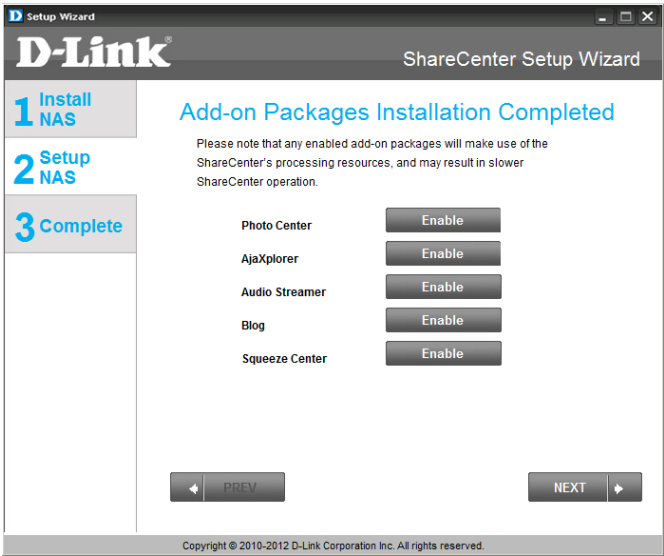 Setup Wizard
D-Link®
ShareCenter Setup Wizard
1 Install
NAS
2 Setup
NAS
3 Complete
Add-on Packages Installation Completed
Please note that any enabled add-on packages will make use of the
ShareCenter's processing resources, and may result in slower
ShareCenter operation.
Photo Center Enable
AjaXplorer Enable
Audio Streamer Enable
Blog Enable
Squeeze Center Enable
PREV NEXT
Copyright © 2010-2012 D-Link Corporation Inc. All rights reserved.